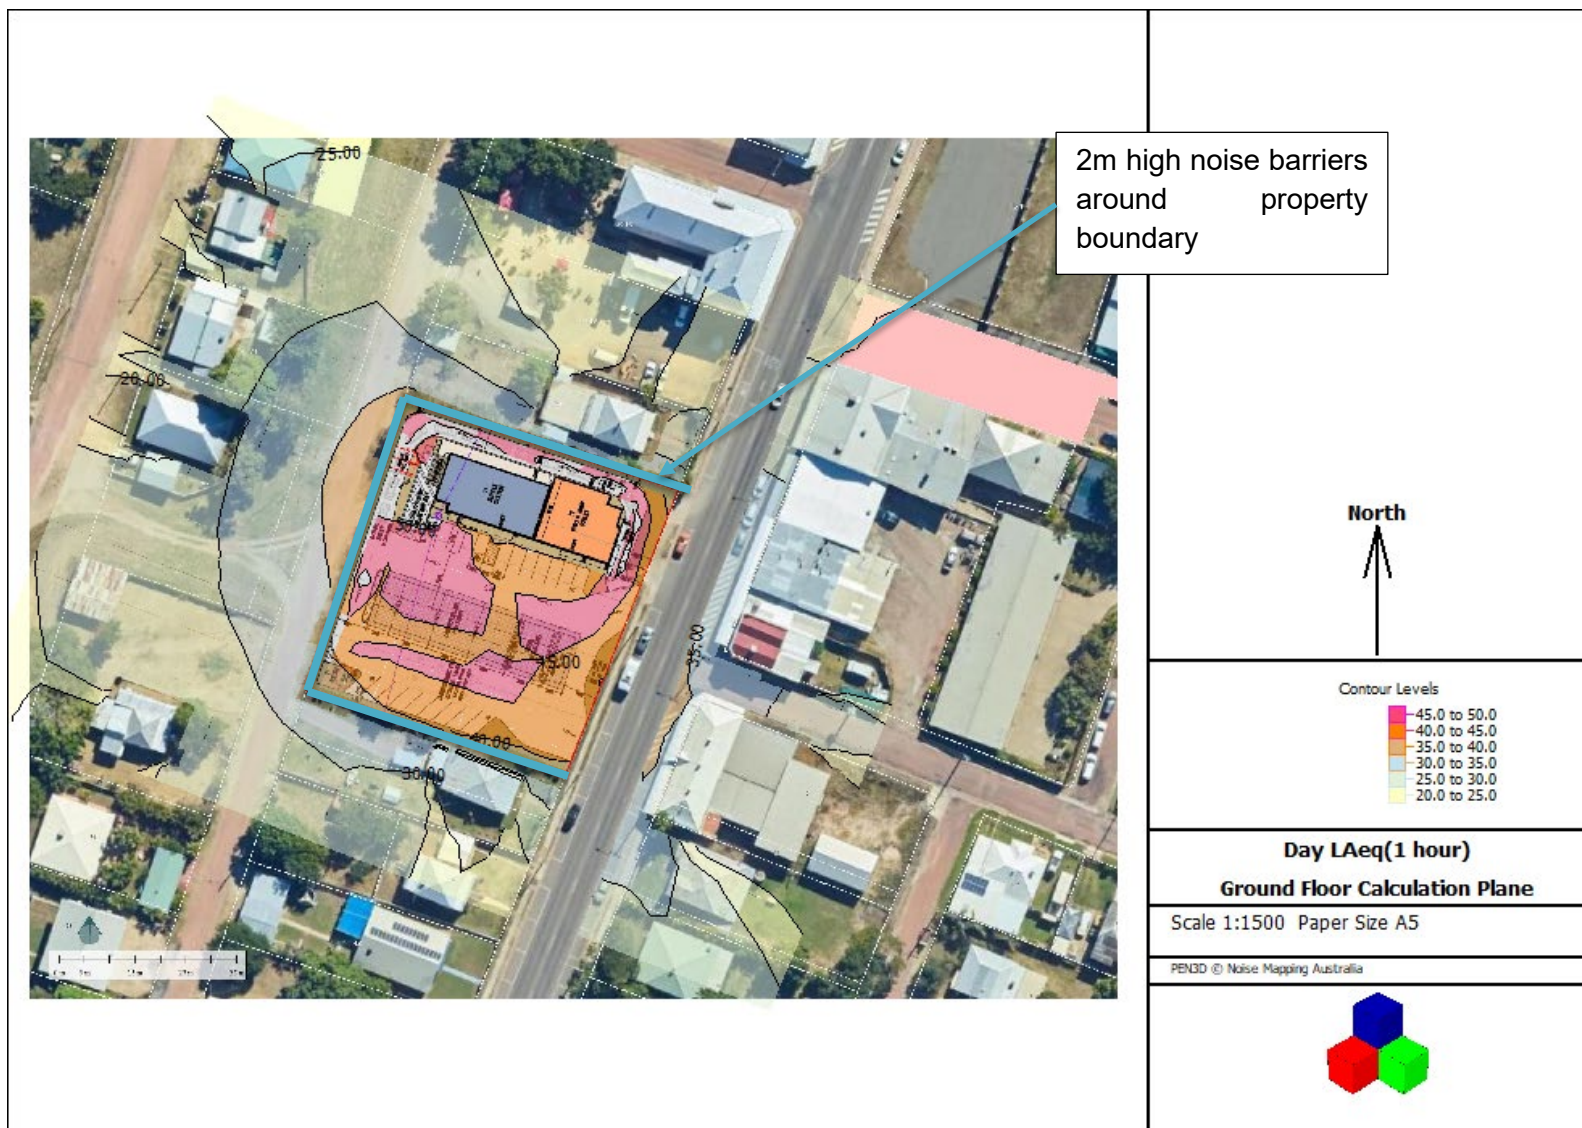 25.00
2m high noise barriers
around property
boundary
20.00
North
35.00
45.00
40.00
30.00
Contour Levels
45.0 to 50.0
40.0 to 45.0
35.0 to 40.0
30.0 to 35.0
25.0 to 30.0
20.0 to 25.0
Day LAeq(1 hour)
Ground Floor Calculation Plane
Scale 1:1500 Paper Size A5
PEN3D © Noise Mapping Australia